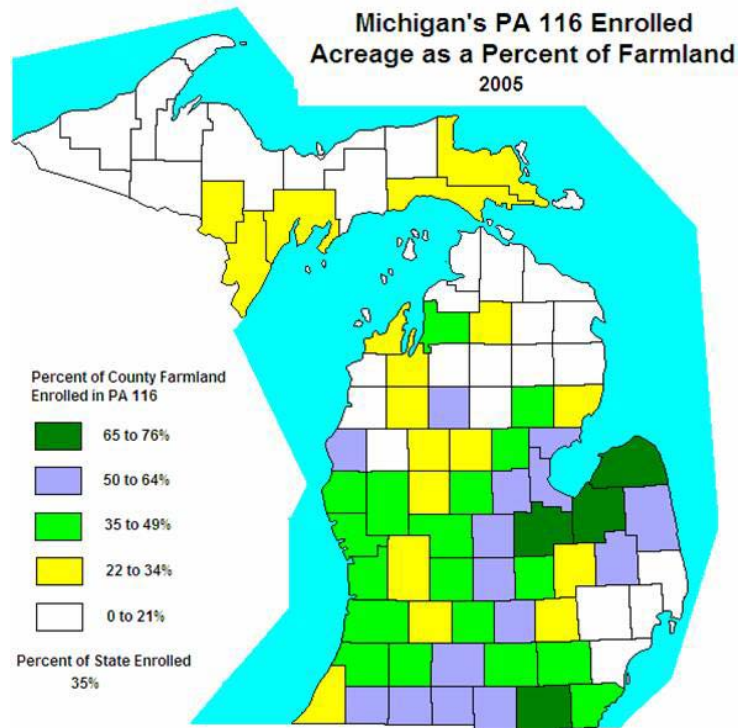 Michigan's PA 116 Enrolled
Acreage as a Percent of Farmland
2005
Percent of County Farmland
Enrolled in PA 116
65 to 76%
50 to 64%
35 to 49%
22 to 34%
0 to 21%
Percent of State Enrolled
35%